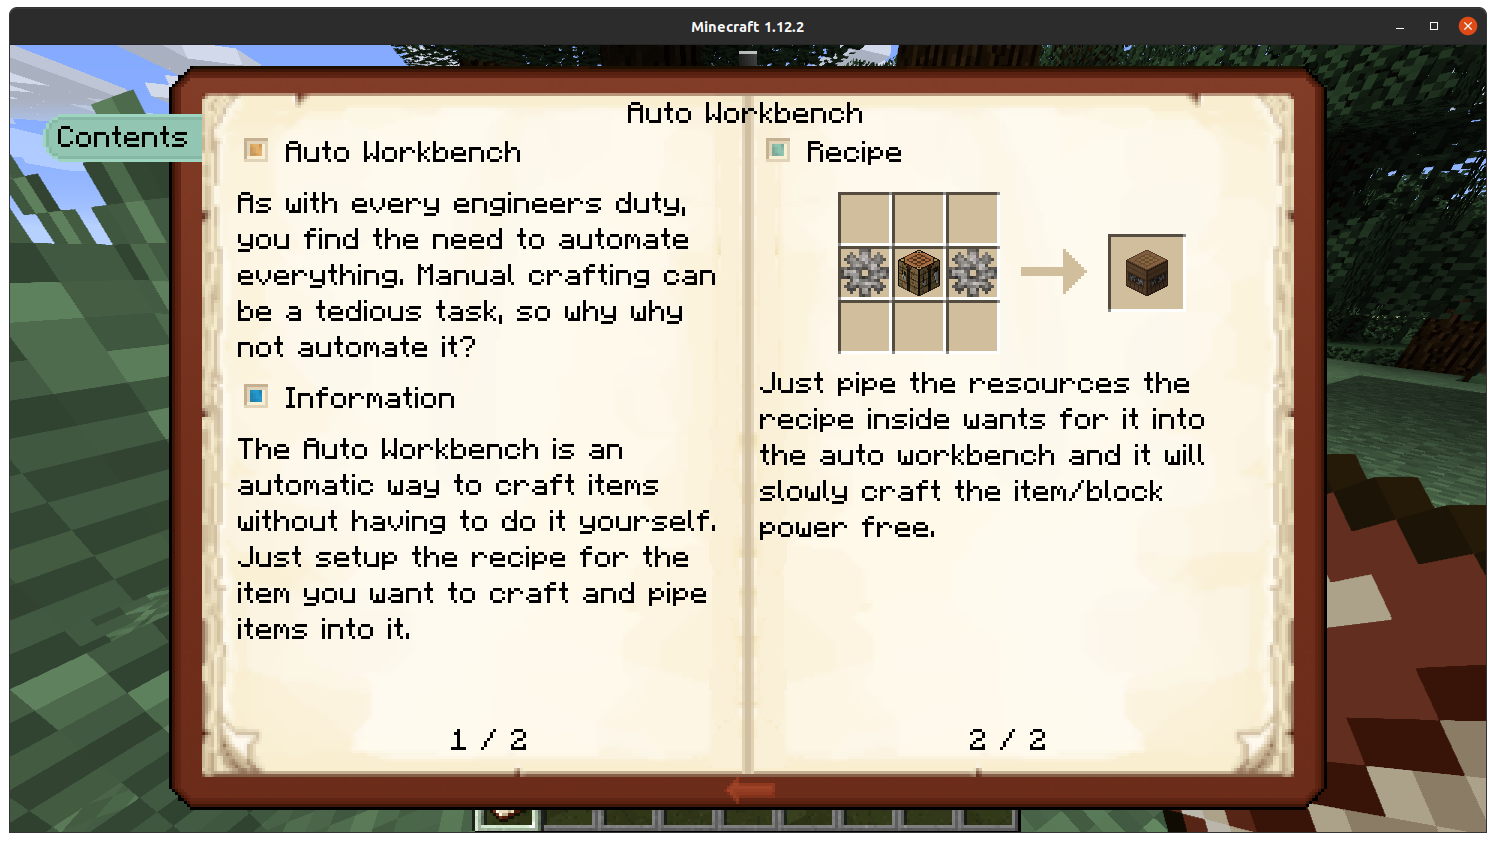 Minecraft 1.12.2
Contents
Auto Workbench
Auto Workbench
As with every engineers duty,
you find the need to automate
everything. Manual crafting can
be a tedious task, so why why
not automate it?
Information
The Auto Workbench is an
automatic way to craft items
without having to do it yourself.
Just setup the recipe for the
item you want to craft and pipe
items into it.
1 / 2
Recipe
Just pipe the resources the
recipe inside wants for it into
the auto workbench and it will
slowly craft the item/block
power free.
2 / 2